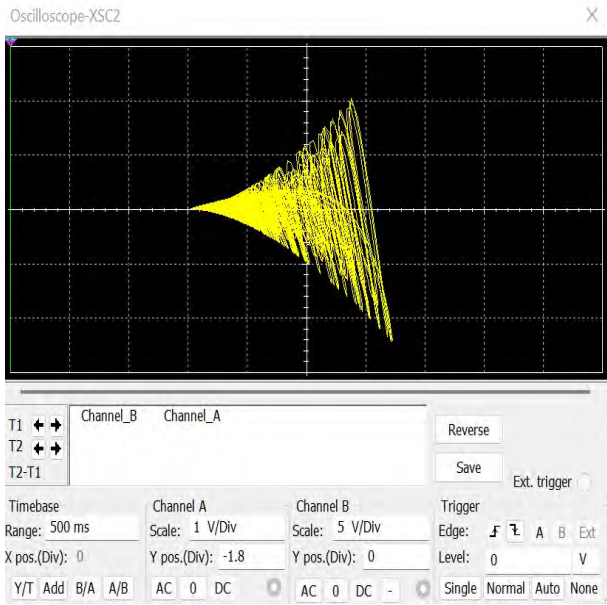 Oscilloscope-XSC2
Channel_B Channel_A
T1
T2
T2-T1
Reverse
Save
Ext. trigger
Timebase
Range: 500 ms
X pos.(Div): 0
Y/T Add B/A A/B
Channel A
Scale: 1 V/Div
Y pos.(Div): -1.8
AC 0 DC
Channel B
Scale: 5 V/Div
Y pos.(Div): 0
AC 0 DC -
Trigger
Edge: A B Ext
Level: 0 V
Single Normal Auto None